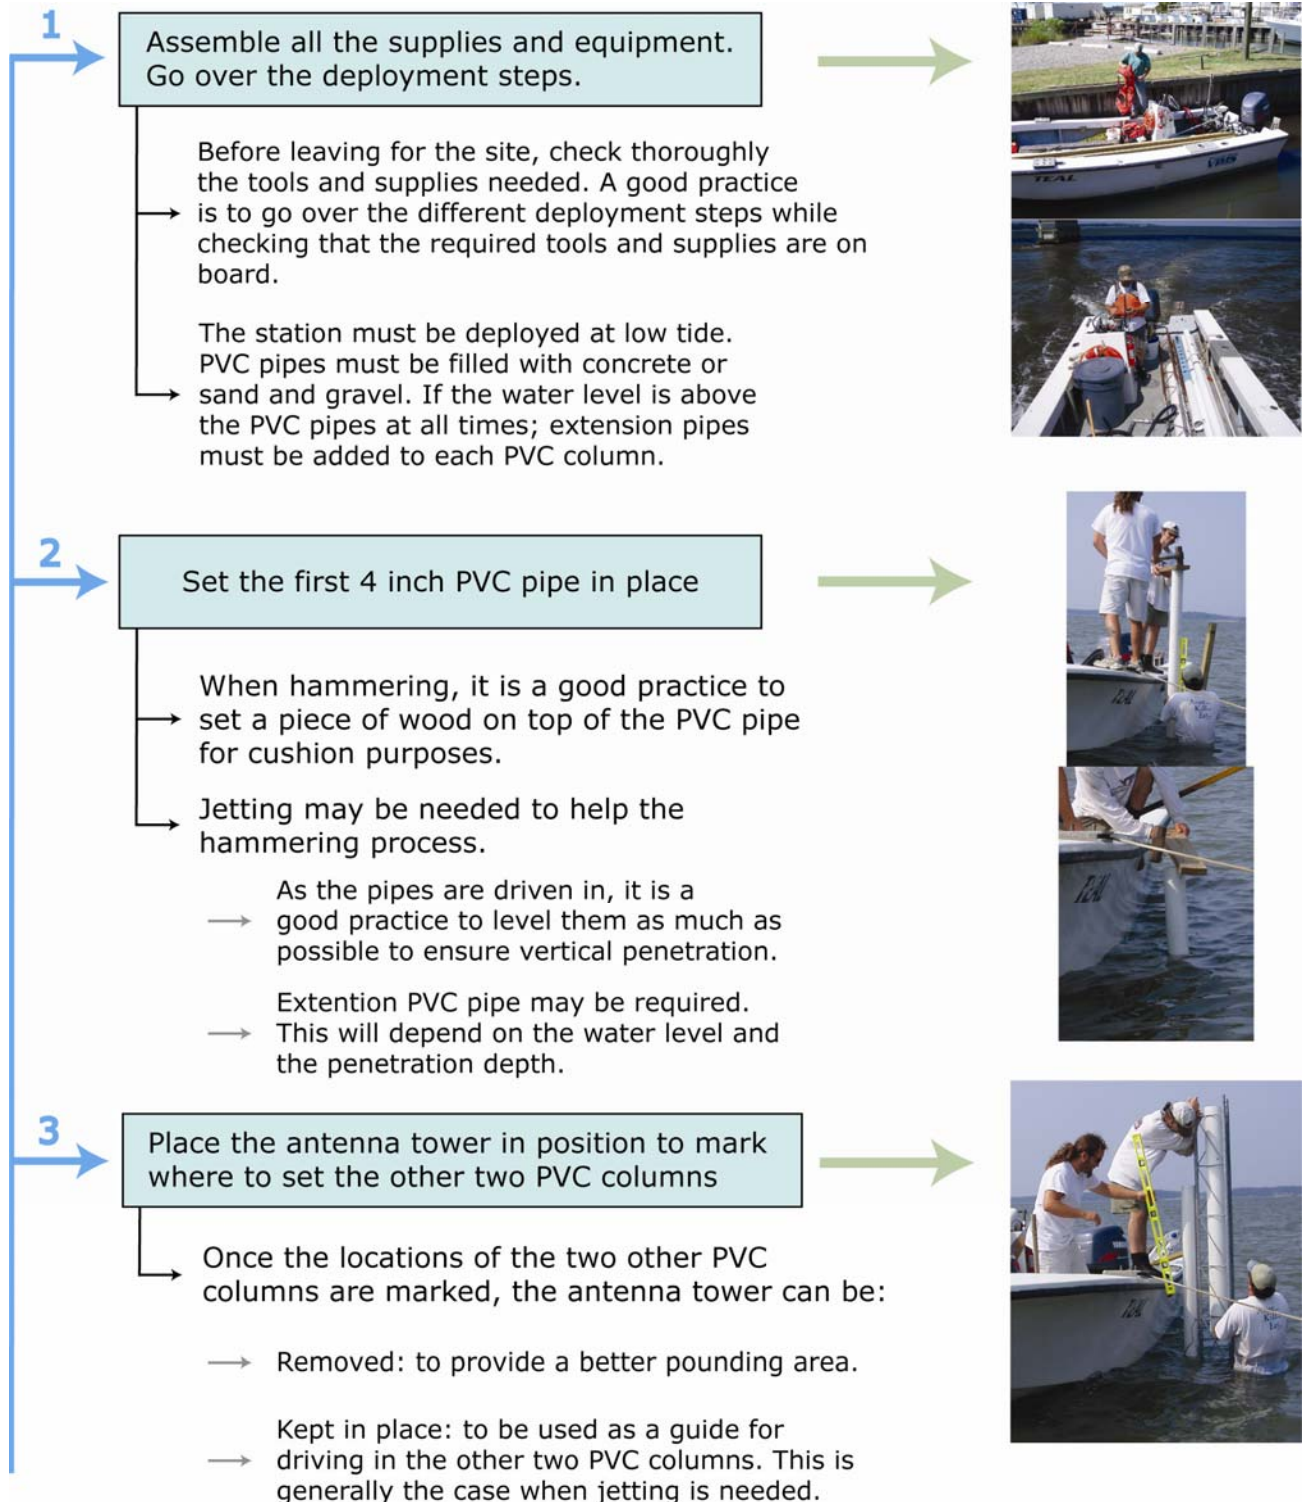 1
Assemble all the supplies and equipment.
Go over the deployment steps.
Before leaving for the site, check thoroughly
the tools and supplies needed. A good practice
is to go over the different deployment steps while
checking that the required tools and supplies are on
board.
The station must be deployed at low tide.
PVC pipes must be filled with concrete or
sand and gravel. If the water level is above
the PVC pipes at all times; extension pipes
must be added to each PVC column.
TEAL
VIMS
2
Set the first 4 inch PVC pipe in place
When hammering, it is a good practice to
set a piece of wood on top of the PVC pipe
for cushion purposes.
Jetting may be needed to help the
hammering process.
As the pipes are driven in, it is a
good practice to level them as much as
possible to ensure vertical penetration.
Extention PVC pipe may be required.
This will depend on the water level and
the penetration depth.
3
Place the antenna tower in position to mark
where to set the other two PVC columns
Once the locations of the two other PVC
columns are marked, the antenna tower can be:
Removed: to provide a better pounding area.
Kept in place: to be used as a guide for
driving in the other two PVC columns. This is
generally the case when jetting is needed.